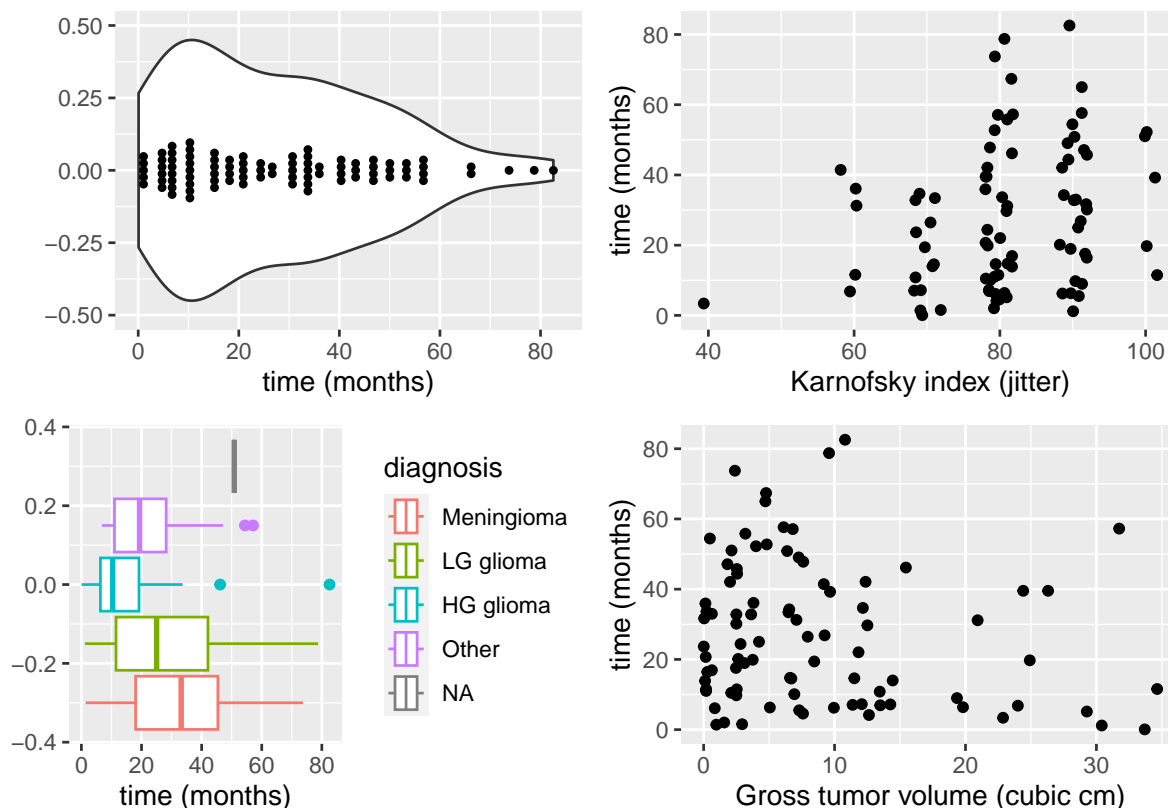 0.50
0.25
0.00
−0.25
−0.50
0 20 40 60 80
time (months)
80
60
40
20
0
time (months)
40 60 80 100
Karnofsky index (jitter)
0.4
0.2
0.0
−0.2
−0.4
0 20 40 60 80
time (months)
diagnosis
Meningioma
LG glioma
HG glioma
Other
NA
80
60
40
20
0
time (months)
0 10 20 30
Gross tumor volume (cubic cm)